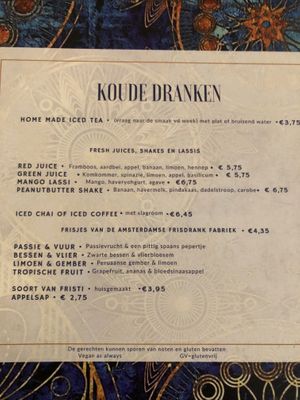 KOUDE DRANKEN
HOME MADE ICED TEA • (vraag naar de smaak vd week) met plat of bruisend water •€3,75
FRESH JUICES, SHAKES EN LASSIS
RED JUICE • Framboos, aardbei, appel, banaan, limoen, hennep • € 5,75
GREEN JUICE • Komkommer, spinazie, limoen, appel, basilicum • € 5,75
MANGO LASSI • Mango, haveryoghurt, agave • €6,75
PEANUTBUTTER SHAKE • Banaan, havermelk, pindakaas, dadelstroop, carobe• € 6,75
ICED CHAI OF ICED COFFEE • met slagroom •€6,45
FRISJES VAN DE AMSTERDAMSE FRISDRANK FABRIEK • €4,35
PASSIE & VUUR • Passievrucht & een pittig spaans pepertje
BESSEN & VLIER • Zwarte bessen & vlierbloesem
LIMOEN & GEMBER • Peruaanse gember & limoen
TROPISCHE FRUIT • Grapefruit, ananas & bloedsinaasappel
SOORT VAN FRISTI • huisgemaakt •€3,95
APPELSAP • € 2,75
De gerechten kunnen sporen van noten en gluten bevatten
Vegan as always GV=glutenvrij